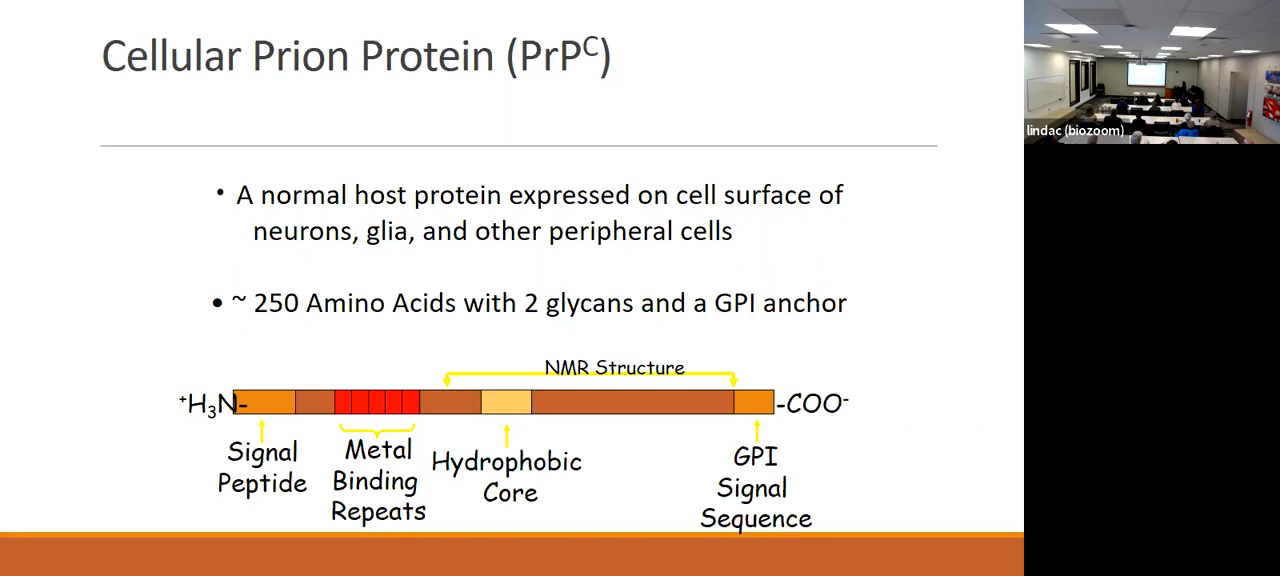 Cellular Prion Protein (PrPᶜ)
lindac (biozoom)
• A normal host protein expressed on cell surface of
neurons, glia, and other peripheral cells
• ~ 250 Amino Acids with 2 glycans and a GPI anchor
NMR Structure
⁺H₃N-
-COO⁻
Signal
Peptide
Metal
Binding
Repeats
Hydrophobic
Core
GPI
Signal
Sequence